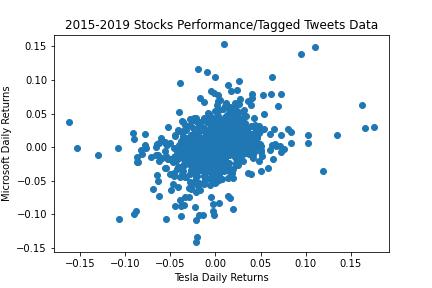 2015-2019 Stocks Performance/Tagged Tweets Data
Microsoft Daily Returns
0.15
0.10
0.05
0.00
−0.05
−0.10
−0.15
−0.15 −0.10 −0.05 0.00 0.05 0.10 0.15
Tesla Daily Returns